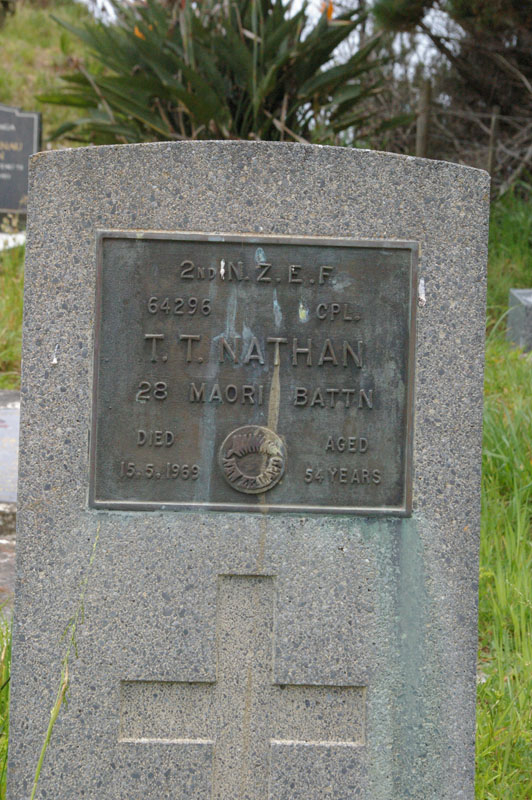 2ND N.Z.E.F.
64296 CPL.
T. T. NATHAN
28 MAORI BATTN
DIED AGED
15.5.1969 54 YEARS